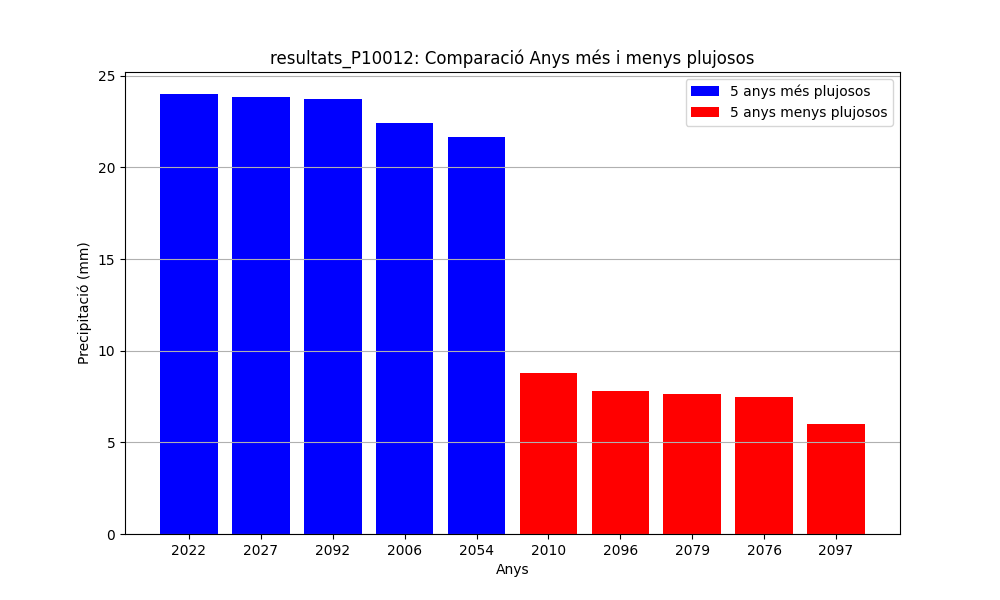 resultats_P10012: Comparació Anys més i menys plujosos
5 anys més plujosos
5 anys menys plujosos
Precipitació (mm)
25
20
15
10
5
0
2022 2027 2092 2006 2054 2010 2096 2079 2076 2097
Anys